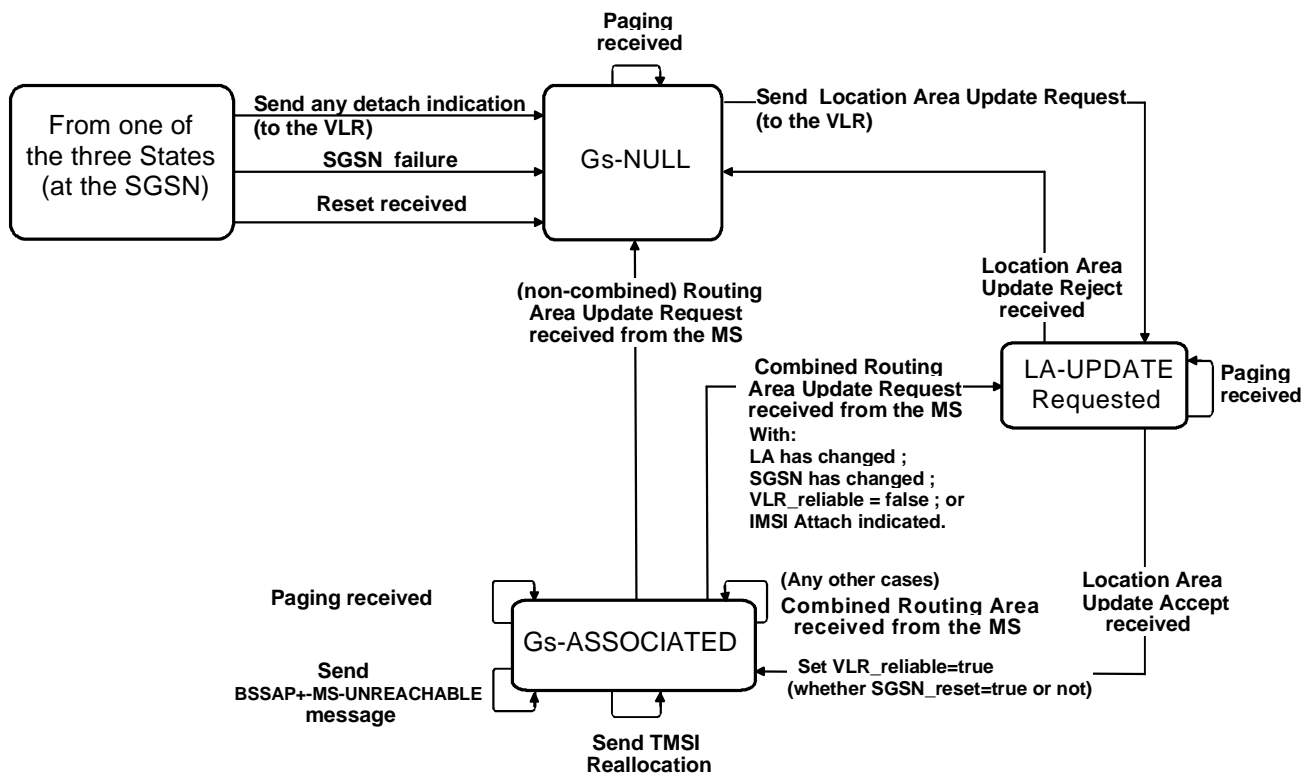 Paging
received
From one of
the three States
(at the SGSN)
Send any detach indication
(to the VLR)
SGSN failure
Reset received
Gs-NULL
Send Location Area Update Request
(to the VLR)
Location Area
Update Reject
received
(non-combined) Routing
Area Update Request
received from the MS
LA-UPDATE
Requested
Paging
received
Combined Routing
Area Update Request
received from the MS
With:
LA has changed ;
SGSN has changed ;
VLR_reliable = false ; or
IMSI Attach indicated.
Location Area
Update Accept
received
Paging received
Gs-ASSOCIATED
(Any other cases)
Combined Routing Area
received from the MS
Set VLR_reliable=true
(whether SGSN_reset=true or not)
Send
BSSAP+-MS-UNREACHABLE
message
Send TMSI
Reallocation